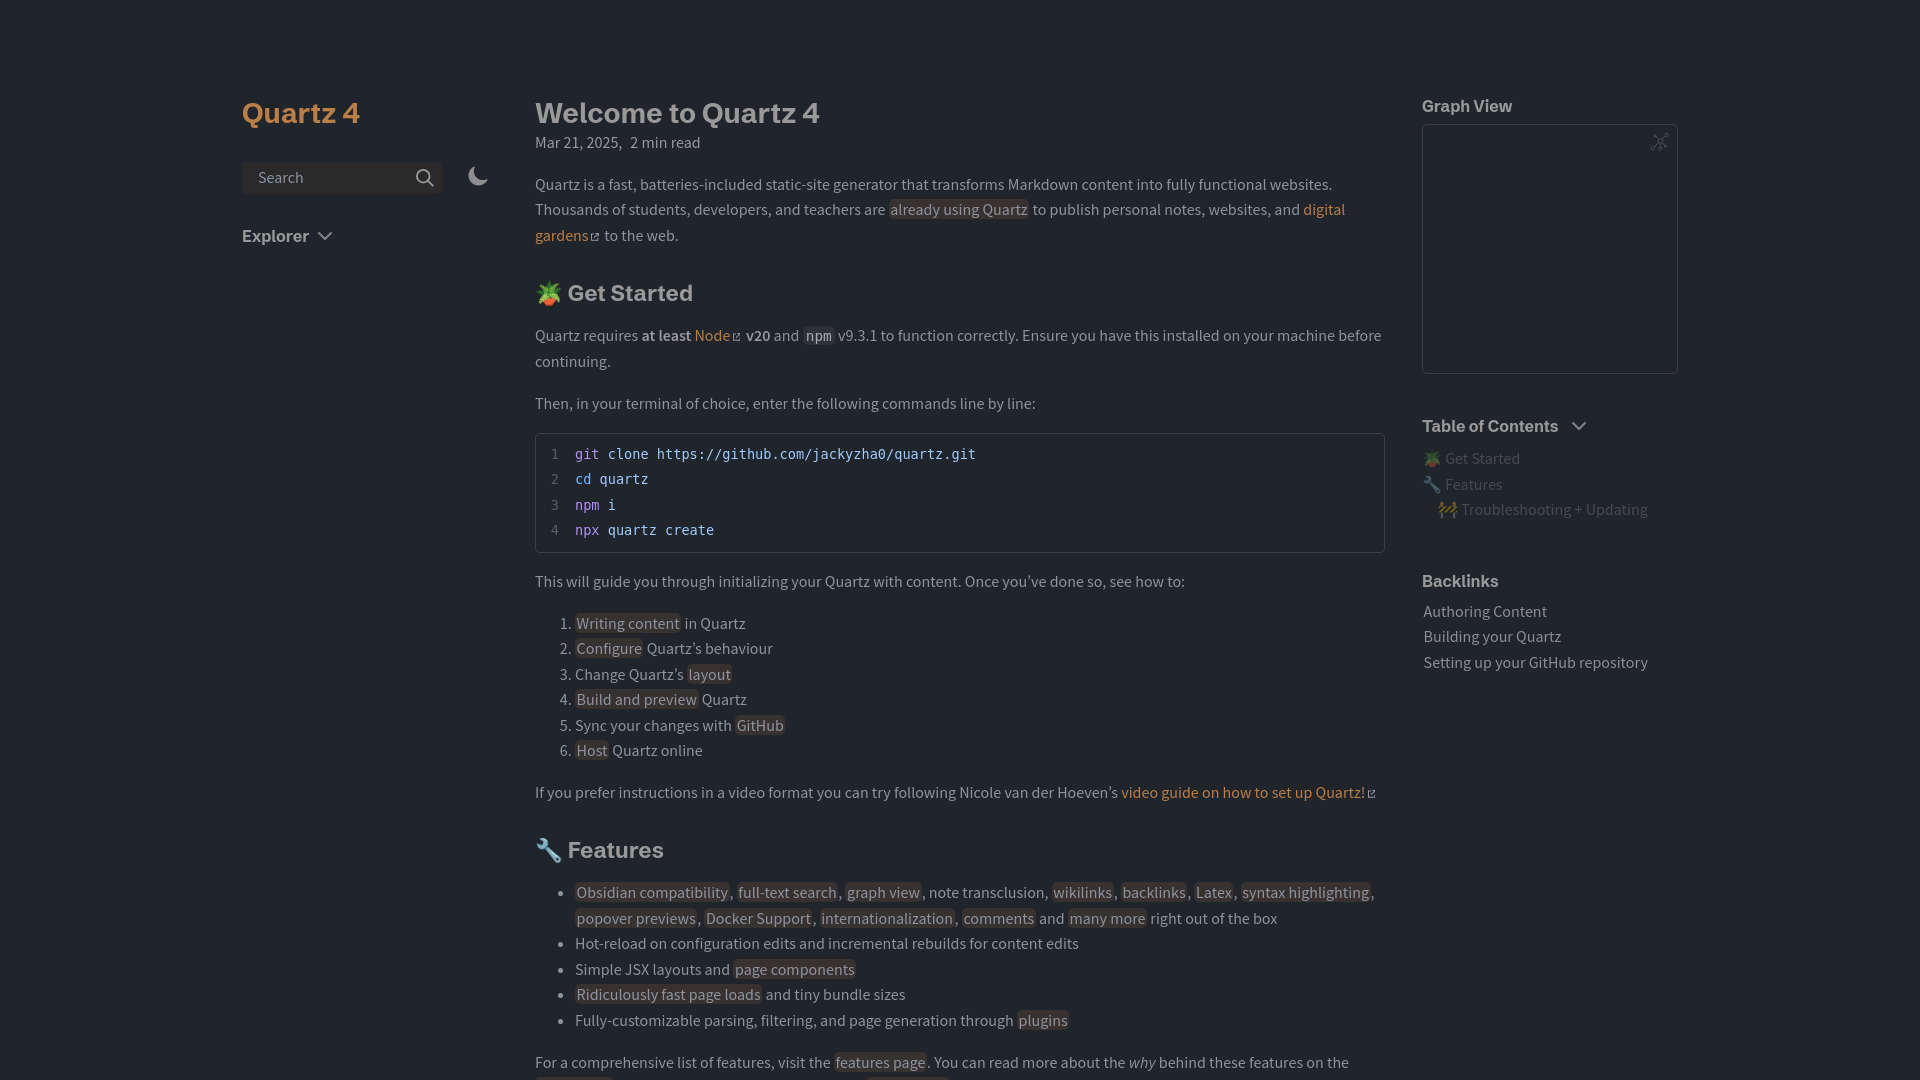 Quartz 4
Search
Explorer
Welcome to Quartz 4
Mar 21, 2025, 2 min read
Quartz is a fast, batteries-included static-site generator that transforms Markdown content into fully functional websites.
Thousands of students, developers, and teachers are already using Quartz to publish personal notes, websites, and digital
gardens to the web.
🪴 Get Started
Quartz requires at least Node v20 and npm v9.3.1 to function correctly. Ensure you have this installed on your machine before
continuing.
Then, in your terminal of choice, enter the following commands line by line:
1 git clone https://github.com/jackyzha0/quartz.git
2 cd quartz
3 npm i
4 npx quartz create
This will guide you through initializing your Quartz with content. Once you’ve done so, see how to:
1. Writing content in Quartz
2. Configure Quartz’s behaviour
3. Change Quartz’s layout
4. Build and preview Quartz
5. Sync your changes with GitHub
6. Host Quartz online
If you prefer instructions in a video format you can try following Nicole van der Hoeven’s video guide on how to set up Quartz!
🔧 Features
• Obsidian compatibility, full-text search, graph view, note transclusion, wikilinks, backlinks, Latex, syntax highlighting,
popover previews, Docker Support, internationalization, comments and many more right out of the box
• Hot-reload on configuration edits and incremental rebuilds for content edits
• Simple JSX layouts and page components
• Ridiculously fast page loads and tiny bundle sizes
• Fully-customizable parsing, filtering, and page generation through plugins
For a comprehensive list of features, visit the features page. You can read more about the why behind these features on the
Graph View
Table of Contents
🪴 Get Started
🔧 Features
🚧 Troubleshooting + Updating
Backlinks
Authoring Content
Building your Quartz
Setting up your GitHub repository